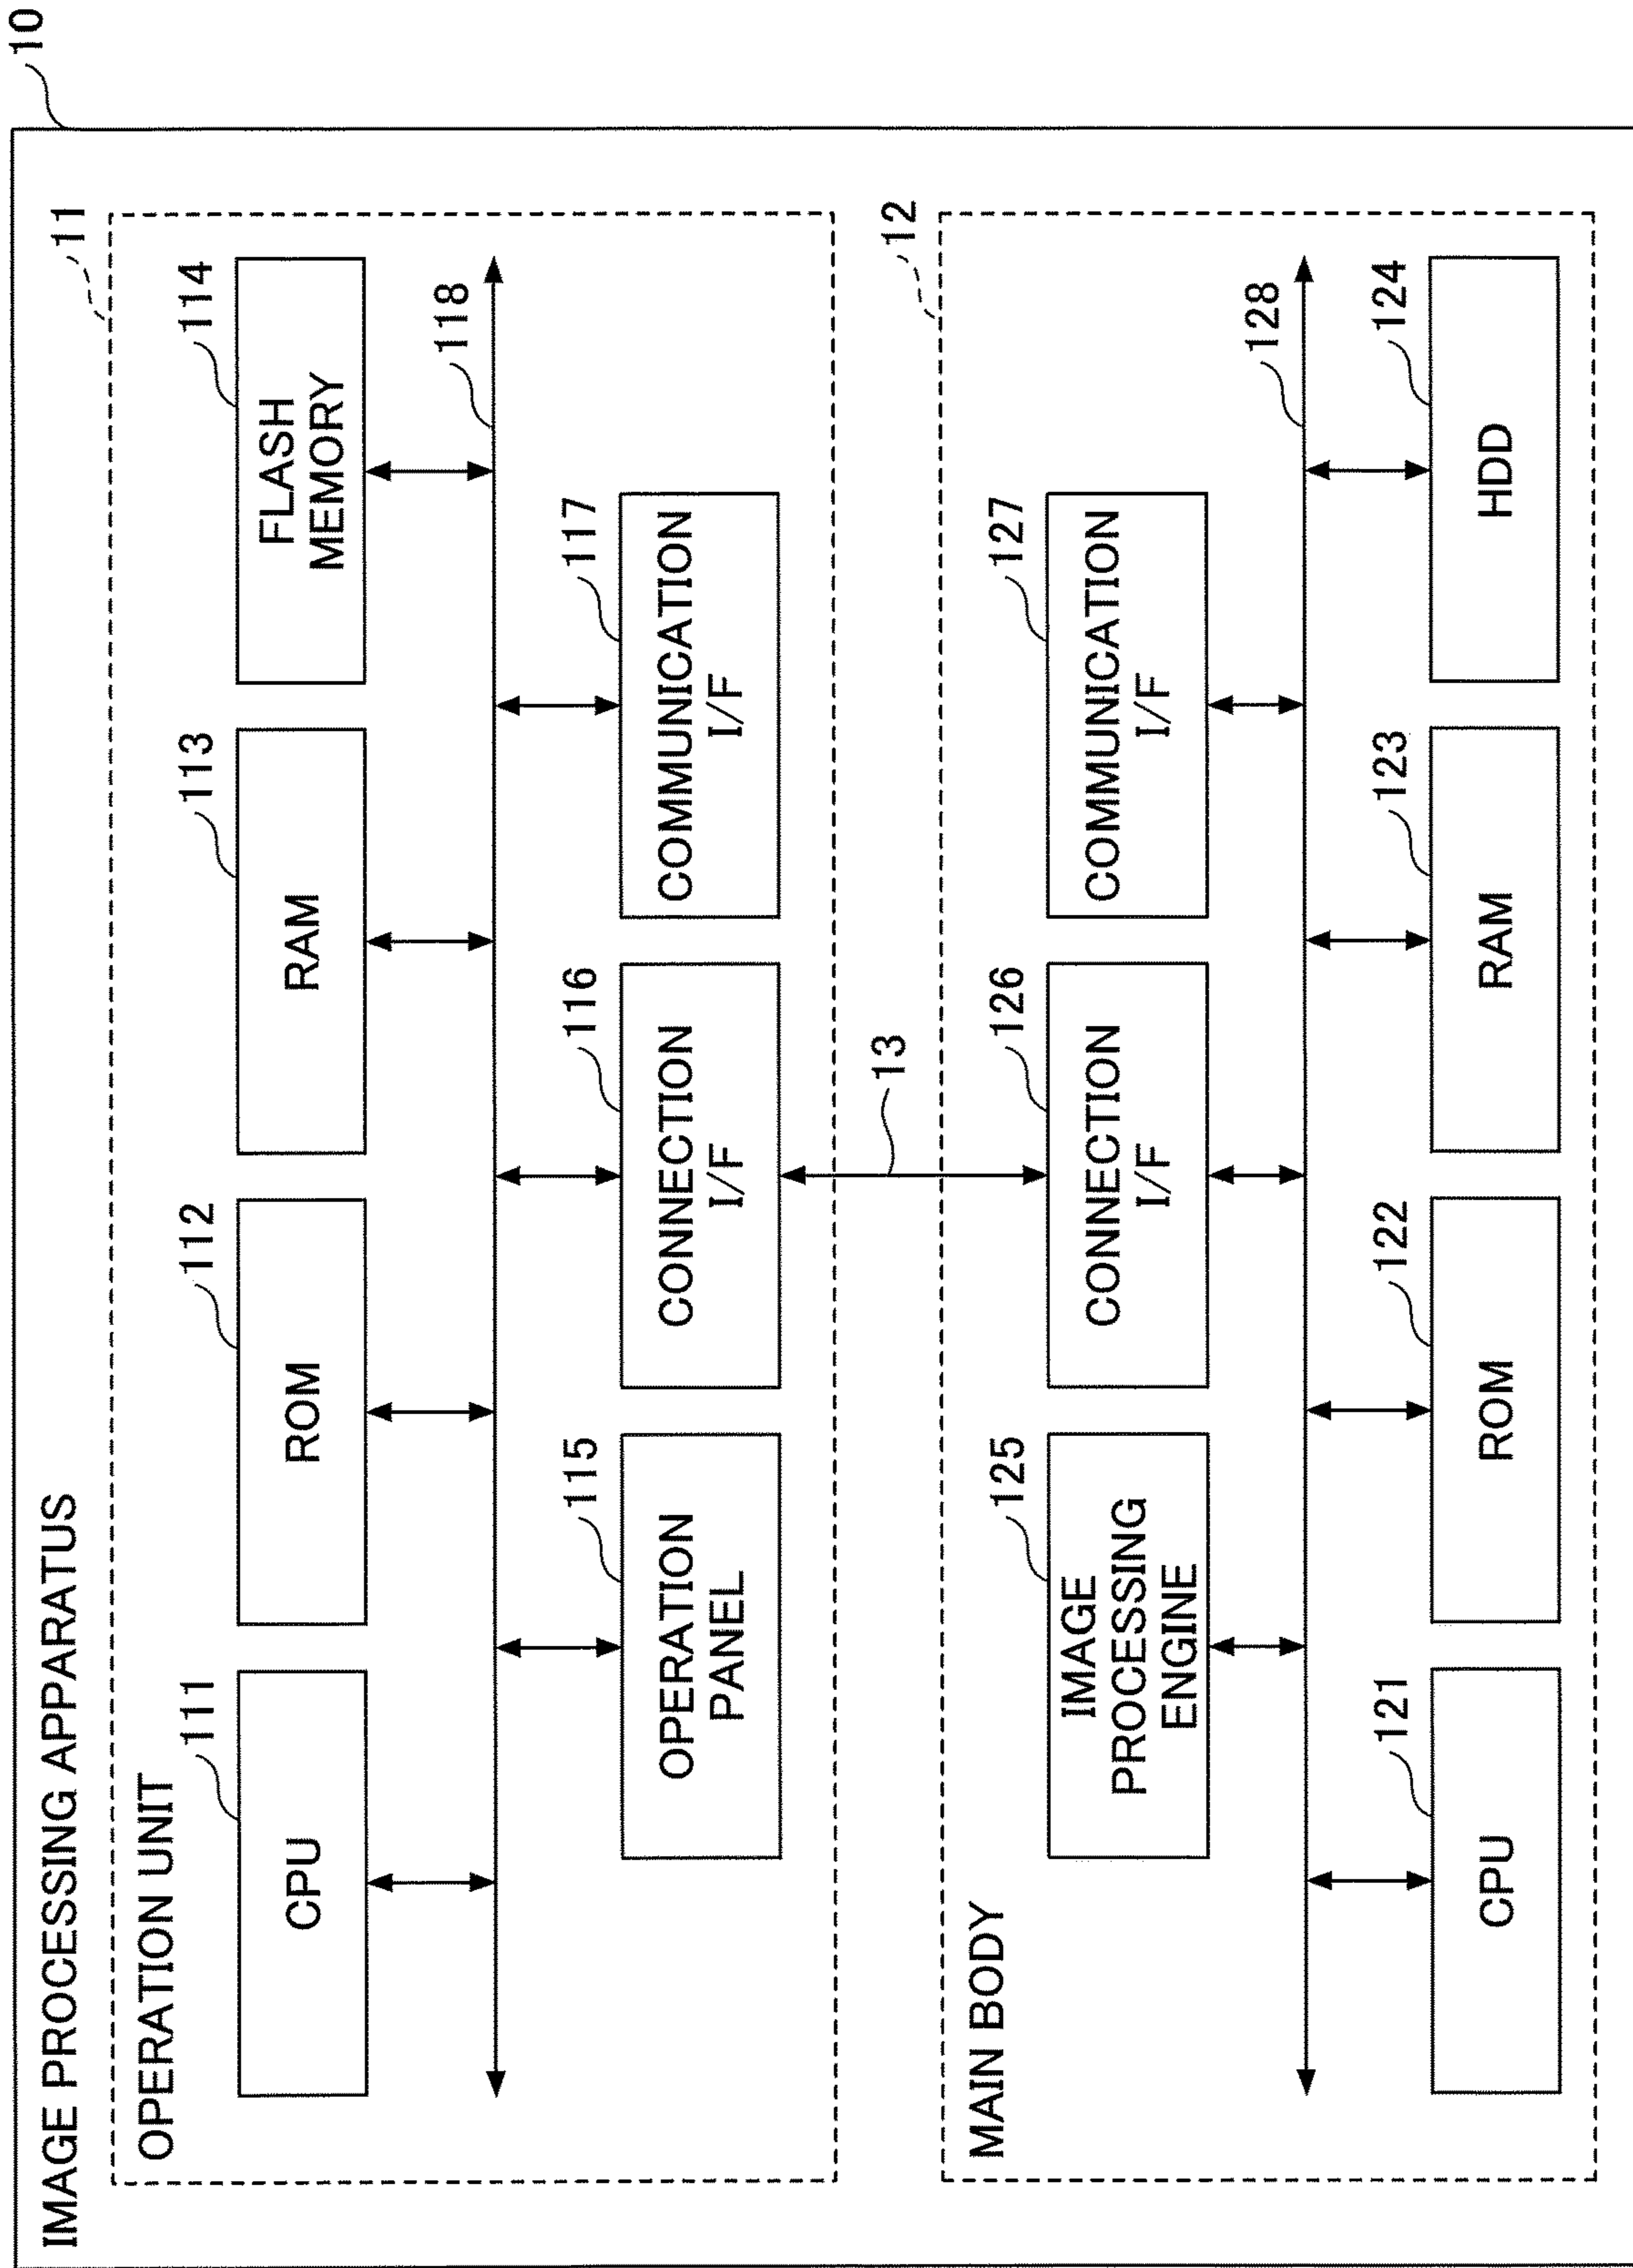 10
IMAGE PROCESSING APPARATUS
11
OPERATION UNIT
111
112
113
114
CPU
ROM
RAM
FLASH
MEMORY
118
115
116
117
OPERATION
PANEL
CONNECTION
I/F
COMMUNICATION
I/F
13
12
MAIN BODY
125
126
127
IMAGE
PROCESSING
ENGINE
CONNECTION
I/F
COMMUNICATION
I/F
128
121
122
123
124
CPU
ROM
RAM
HDD